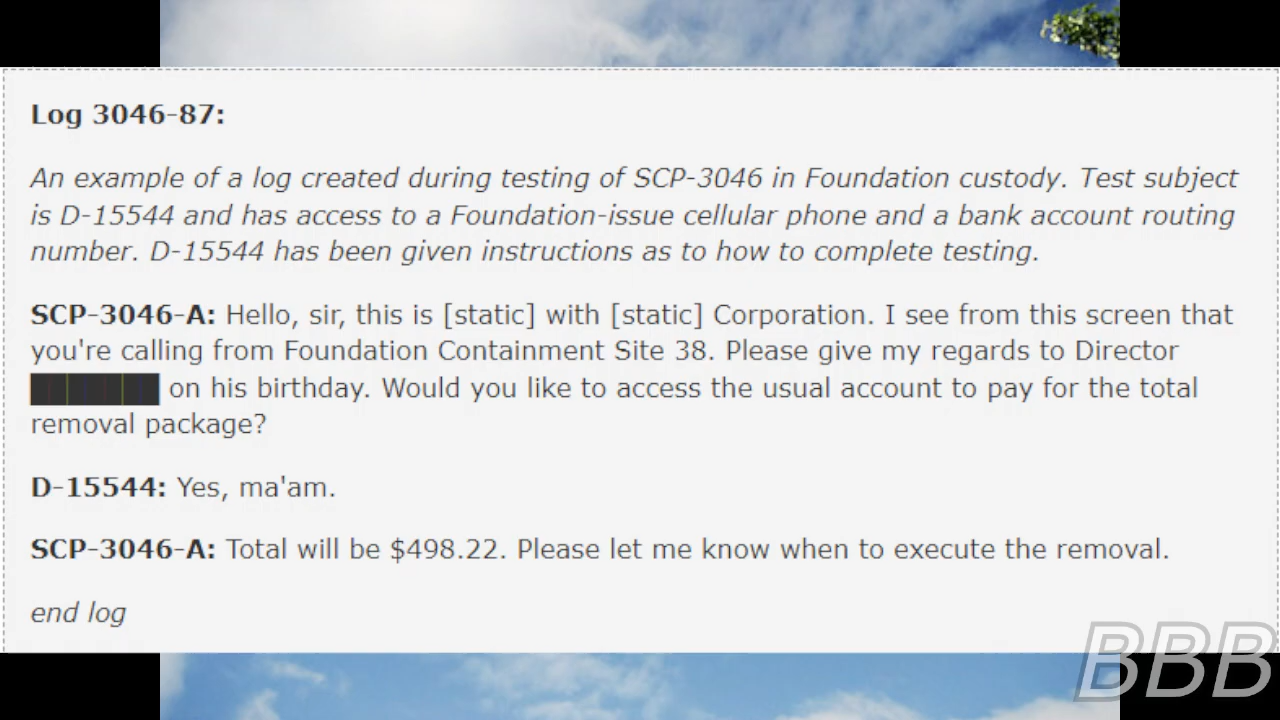 Log 3046-87:
An example of a log created during testing of SCP-3046 in Foundation custody. Test subject
is D-15544 and has access to a Foundation-issue cellular phone and a bank account routing
number. D-15544 has been given instructions as to how to complete testing.
SCP-3046-A: Hello, sir, this is [static] with [static] Corporation. I see from this screen that
you're calling from Foundation Containment Site 38. Please give my regards to Director
███████ on his birthday. Would you like to access the usual account to pay for the total
removal package?
D-15544: Yes, ma'am.
SCP-3046-A: Total will be $498.22. Please let me know when to execute the removal.
end log
BBB